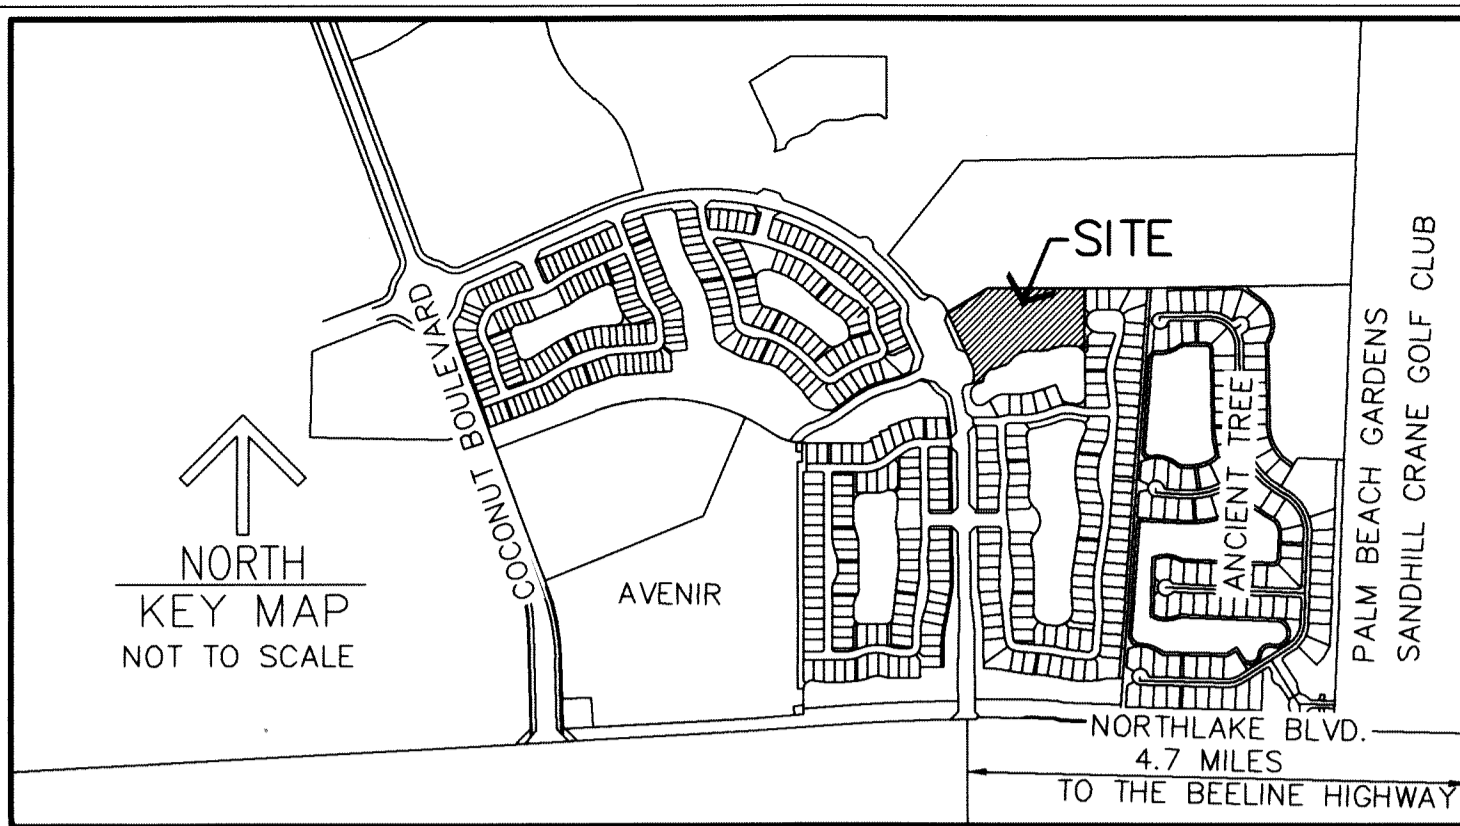 SITE
COCONUT BOULEVARD
PALM BEACH GARDENS
SANDHILL CRANE GOLF CLUB
ANCIENT TREE
AVENIR
NORTH
KEY MAP
NOT TO SCALE
NORTHLAKE BLVD.
4.7 MILES
TO THE BEELINE HIGHWAY